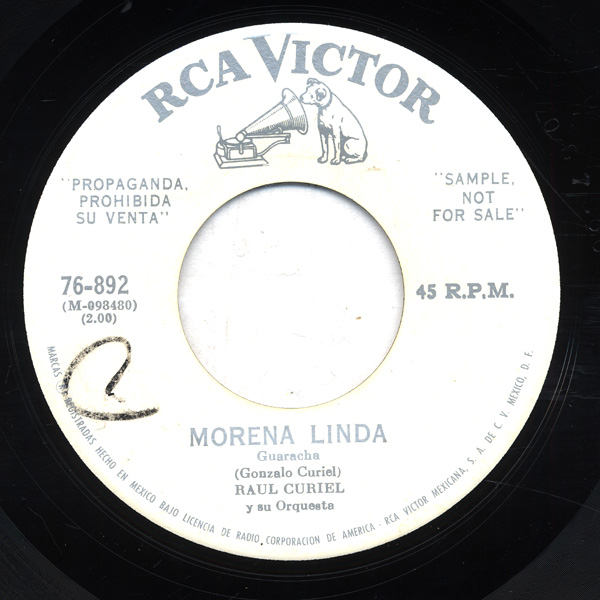 RCA VICTOR
"PROPAGANDA,
PROHIBIDA
SU VENTA"
"SAMPLE,
NOT
FOR SALE"
76-892
(M-098480)
(2.00)
45 R.P.M.
MORENA LINDA
Guaracha
(Gonzalo Curiel)
RAUL CURIEL
y su Orquesta
MARCAS REGISTRADAS HECHO EN MEXICO BAJO LICENCIA DE RADIO CORPORACION DE AMERICA - RCA VICTOR MEXICANA, S. A. DE C. V. MEXICO, D. F.